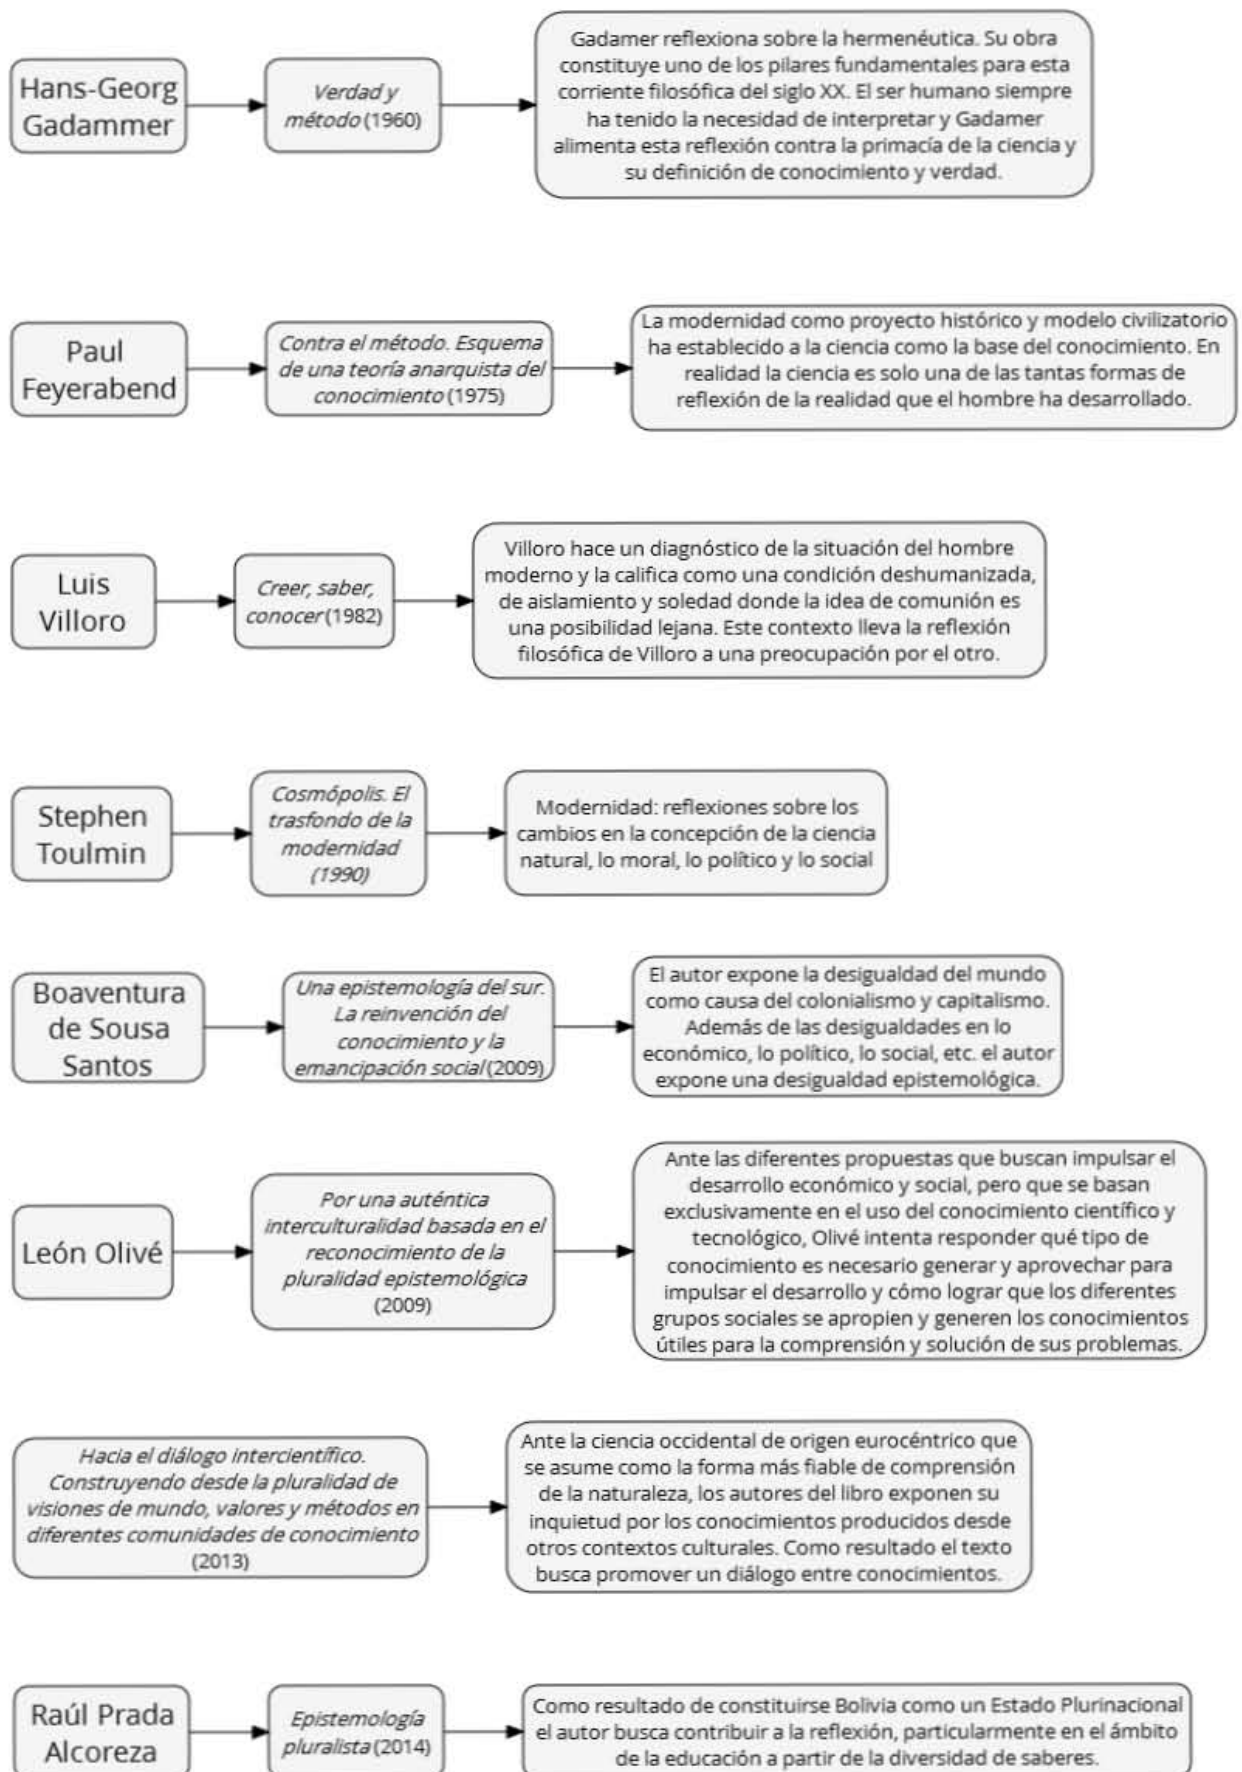 Hans-Georg
Gadammer
Verdad y
método (1960)
Gadamer reflexiona sobre la hermenéutica. Su obra
constituye uno de los pilares fundamentales para esta
corriente filosófica del siglo XX. El ser humano siempre
ha tenido la necesidad de interpretar y Gadamer
alimenta esta reflexión contra la primacía de la ciencia y
su definición de conocimiento y verdad.
Paul
Feyerabend
Contra el método. Esquema
de una teoría anarquista del
conocimiento (1975)
La modernidad como proyecto histórico y modelo civilizatorio
ha establecido a la ciencia como la base del conocimiento. En
realidad la ciencia es solo una de las tantas formas de
reflexión de la realidad que el hombre ha desarrollado.
Luis
Villoro
Creer, saber,
conocer (1982)
Villoro hace un diagnóstico de la situación del hombre
moderno y la califica como una condición deshumanizada,
de aislamiento y soledad donde la idea de comunión es
una posibilidad lejana. Este contexto lleva la reflexión
filosófica de Villoro a una preocupación por el otro.
Stephen
Toulmin
Cosmópolis. El
trasfondo de la
modernidad
(1990)
Modernidad: reflexiones sobre los
cambios en la concepción de la ciencia
natural, lo moral, lo político y lo social
Boaventura
de Sousa
Santos
Una epistemología del sur.
La reinvención del
conocimiento y la
emancipación social (2009)
El autor expone la desigualdad del mundo
como causa del colonialismo y capitalismo.
Además de las desigualdades en lo
económico, lo político, lo social, etc. el autor
expone una desigualdad epistemológica.
León Olivé
Por una auténtica
interculturalidad basada en el
reconocimiento de la
pluralidad epistemológica
(2009)
Ante las diferentes propuestas que buscan impulsar el
desarrollo económico y social, pero que se basan
exclusivamente en el uso del conocimiento científico y
tecnológico, Olivé intenta responder qué tipo de
conocimiento es necesario generar y aprovechar para
impulsar el desarrollo y cómo lograr que los diferentes
grupos sociales se apropien y generen los conocimientos
útiles para la comprensión y solución de sus problemas.
Hacia el diálogo intercientífico.
Construyendo desde la pluralidad de
visiones de mundo, valores y métodos en
diferentes comunidades de conocimiento
(2013)
Ante la ciencia occidental de origen eurocéntrico que
se asume como la forma más fiable de comprensión
de la naturaleza, los autores del libro exponen su
inquietud por los conocimientos producidos desde
otros contextos culturales. Como resultado el texto
busca promover un diálogo entre conocimientos.
Raúl Prada
Alcoreza
Epistemología
pluralista (2014)
Como resultado de constituirse Bolivia como un Estado Plurinacional
el autor busca contribuir a la reflexión, particularmente en el ámbito
de la educación a partir de la diversidad de saberes.